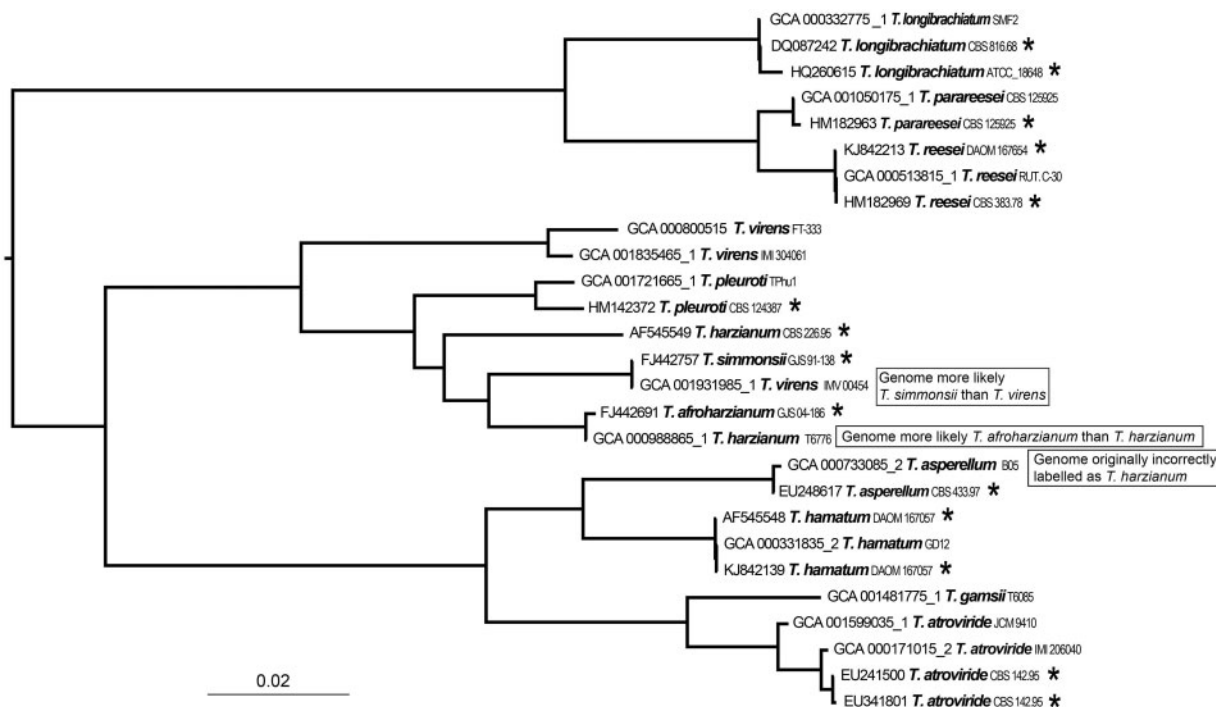 GCA 000332775_1 T. longibrachiatum SMF2
DQ087242 T. longibrachiatum CBS 816.68 *
HQ260615 T. longibrachiatum ATCC_18648 *
GCA 001050175_1 T. parareesei CBS 125925
HM182963 T. parareesei CBS 125925 *
KJ842213 T. reesei DAOM 167654 *
GCA 000513815_1 T. reesei RUT. C-30
HM182969 T. reesei CBS 383.78 *
GCA 000800515 T. virens FT-333
GCA 001835465_1 T. virens IMI 304061
GCA 001721665_1 T. pleuroti TPhu1
HM142372 T. pleuroti CBS 124387 *
AF545549 T. harzianum CBS 226.95 *
FJ442757 T. simmonsii GJS 91-138 *
GCA 001931985_1 T. virens IMV 00454
Genome more likely
T. simmonsii than T. virens
FJ442691 T. afroharzianum GJS 04-186 *
GCA 000988865_1 T. harzianum T6776
Genome more likely T. afroharzianum than T. harzianum
GCA 000733085_2 T. asperellum B05
Genome originally incorrectly
labelled as T. harzianum
EU248617 T. asperellum CBS 433.97 *
AF545548 T. hamatum DAOM 167057 *
GCA 000331835_2 T. hamatum GD12
KJ842139 T. hamatum DAOM 167057 *
GCA 001481775_1 T. gamsii T6085
GCA 001599035_1 T. atroviride JCM 9410
GCA 000171015_2 T. atroviride IMI 206040
EU241500 T. atroviride CBS 142.95 *
EU341801 T. atroviride CBS 142.95 *
0.02